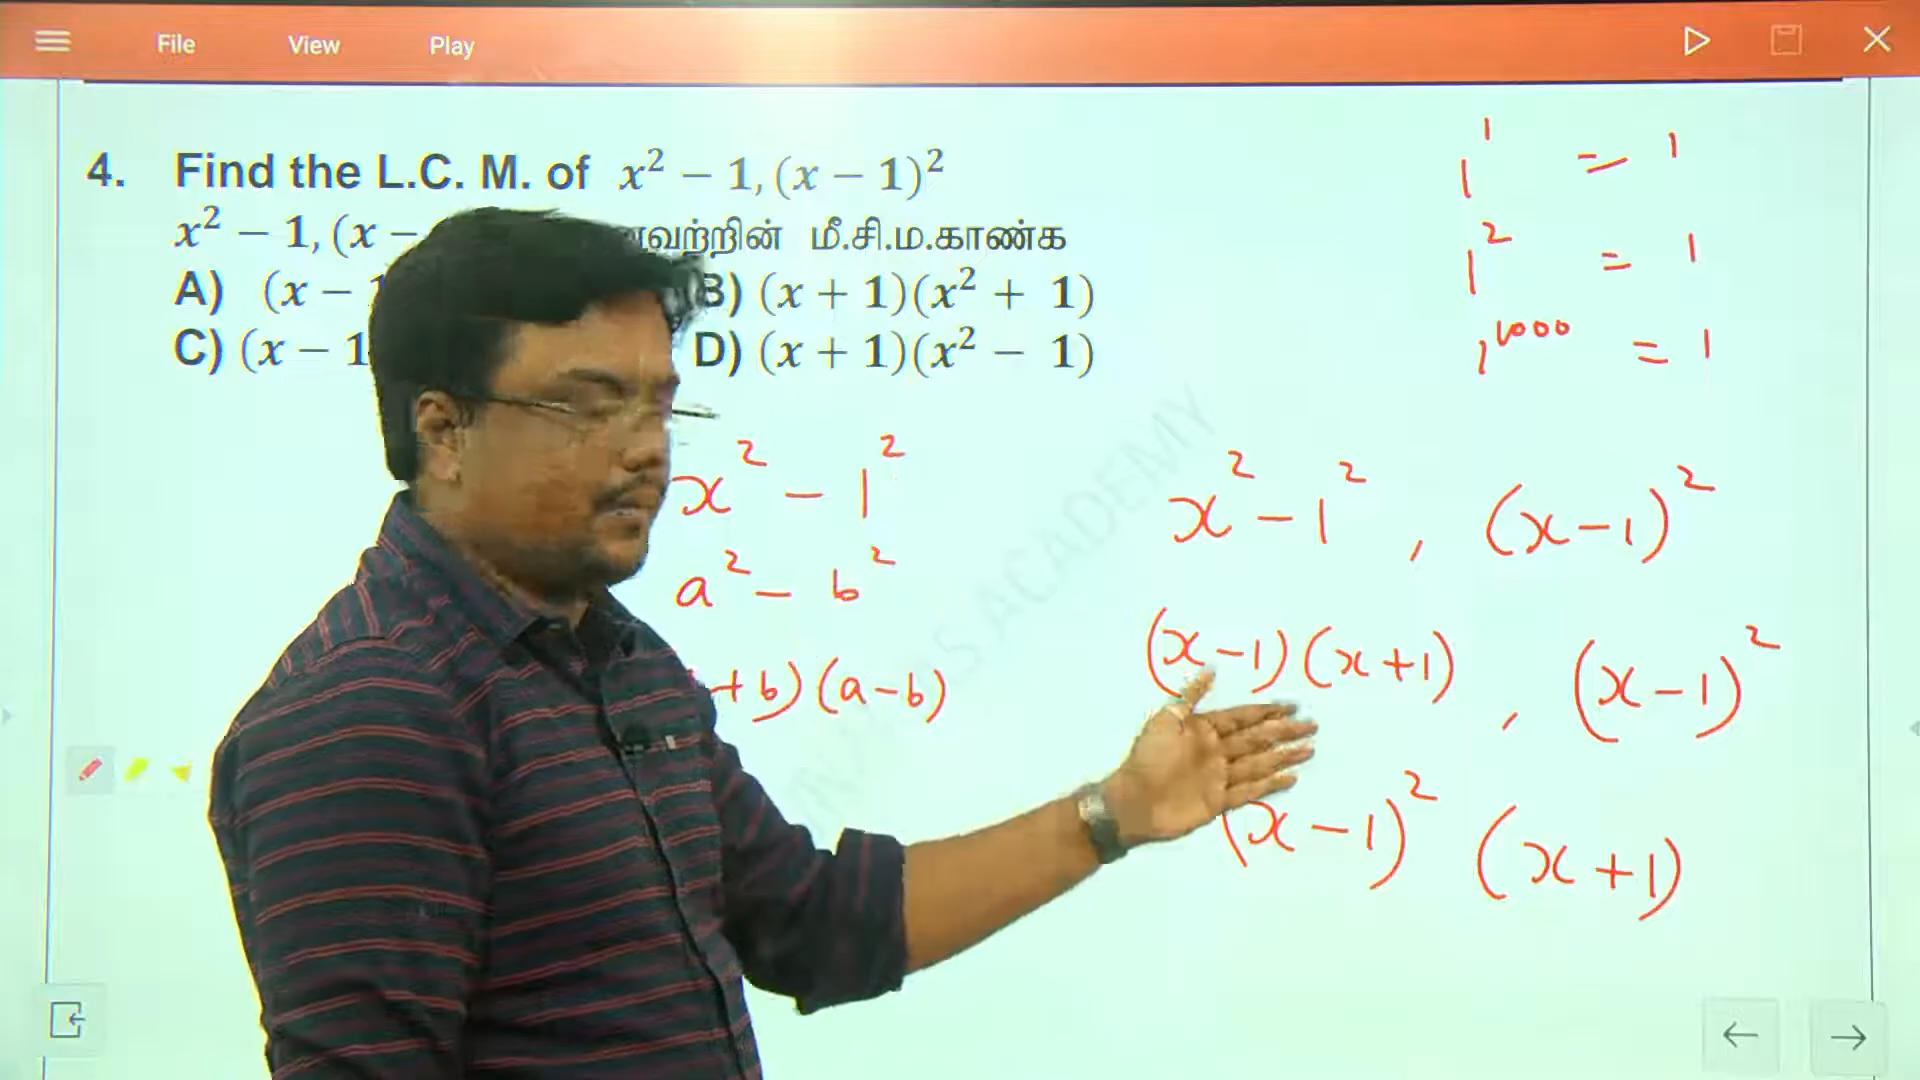 File View Play
4. Find the L.C. M. of x² − 1, (x − 1)²
x² − 1, (x − மீ.சி.ம.காண்க
A) (x − 1 B) (x + 1)(x² + 1)
C) (x − 1 D) (x + 1)(x² − 1)
1¹ = 1
1² = 1
1¹⁰⁰⁰ = 1
x² − 1²
a² − b²
+ b) (a − b)
x² − 1² , (x − 1)²
(x − 1) (x + 1) , (x − 1)²
(x − 1)² (x + 1)
ACADEMY